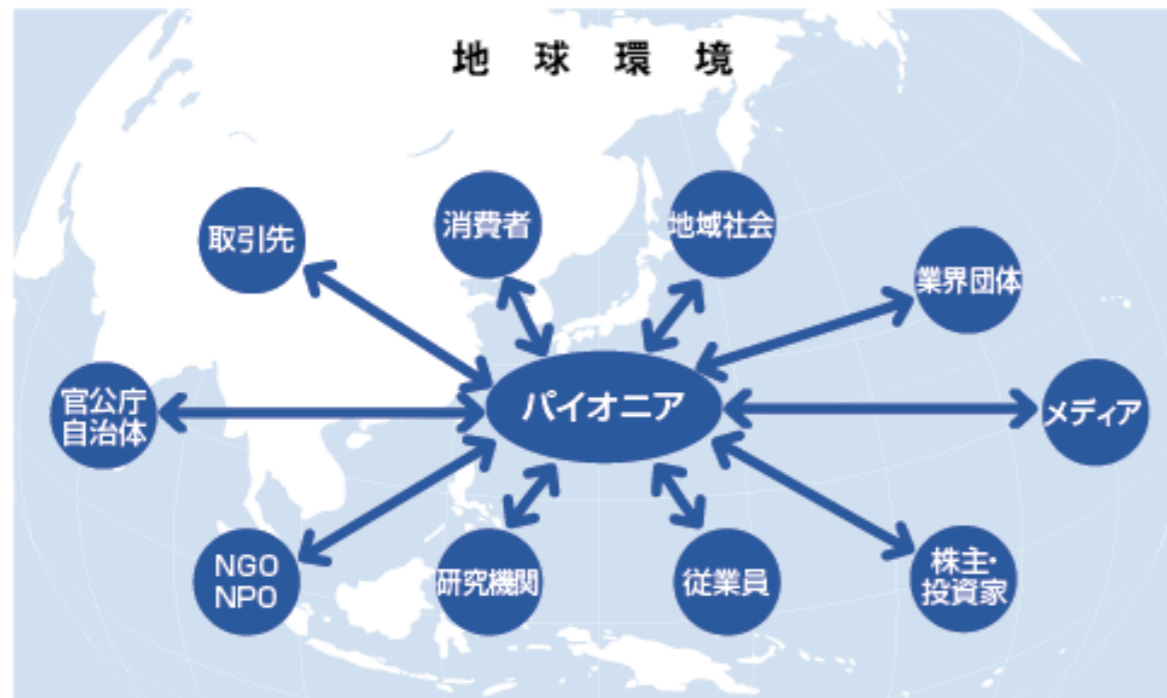 地球環境
取引先
消費者
地域社会
業界団体
官公庁
自治体
パイオニア
メディア
NGO
NPO
研究機関
従業員
株主・
投資家